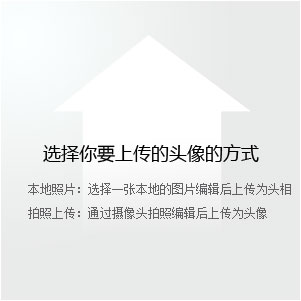 选择你要上传的头像的方式
本地照片：选择一张本地的图片编辑后上传为头相
拍照上传：通过摄像头拍照编辑后上传为头像